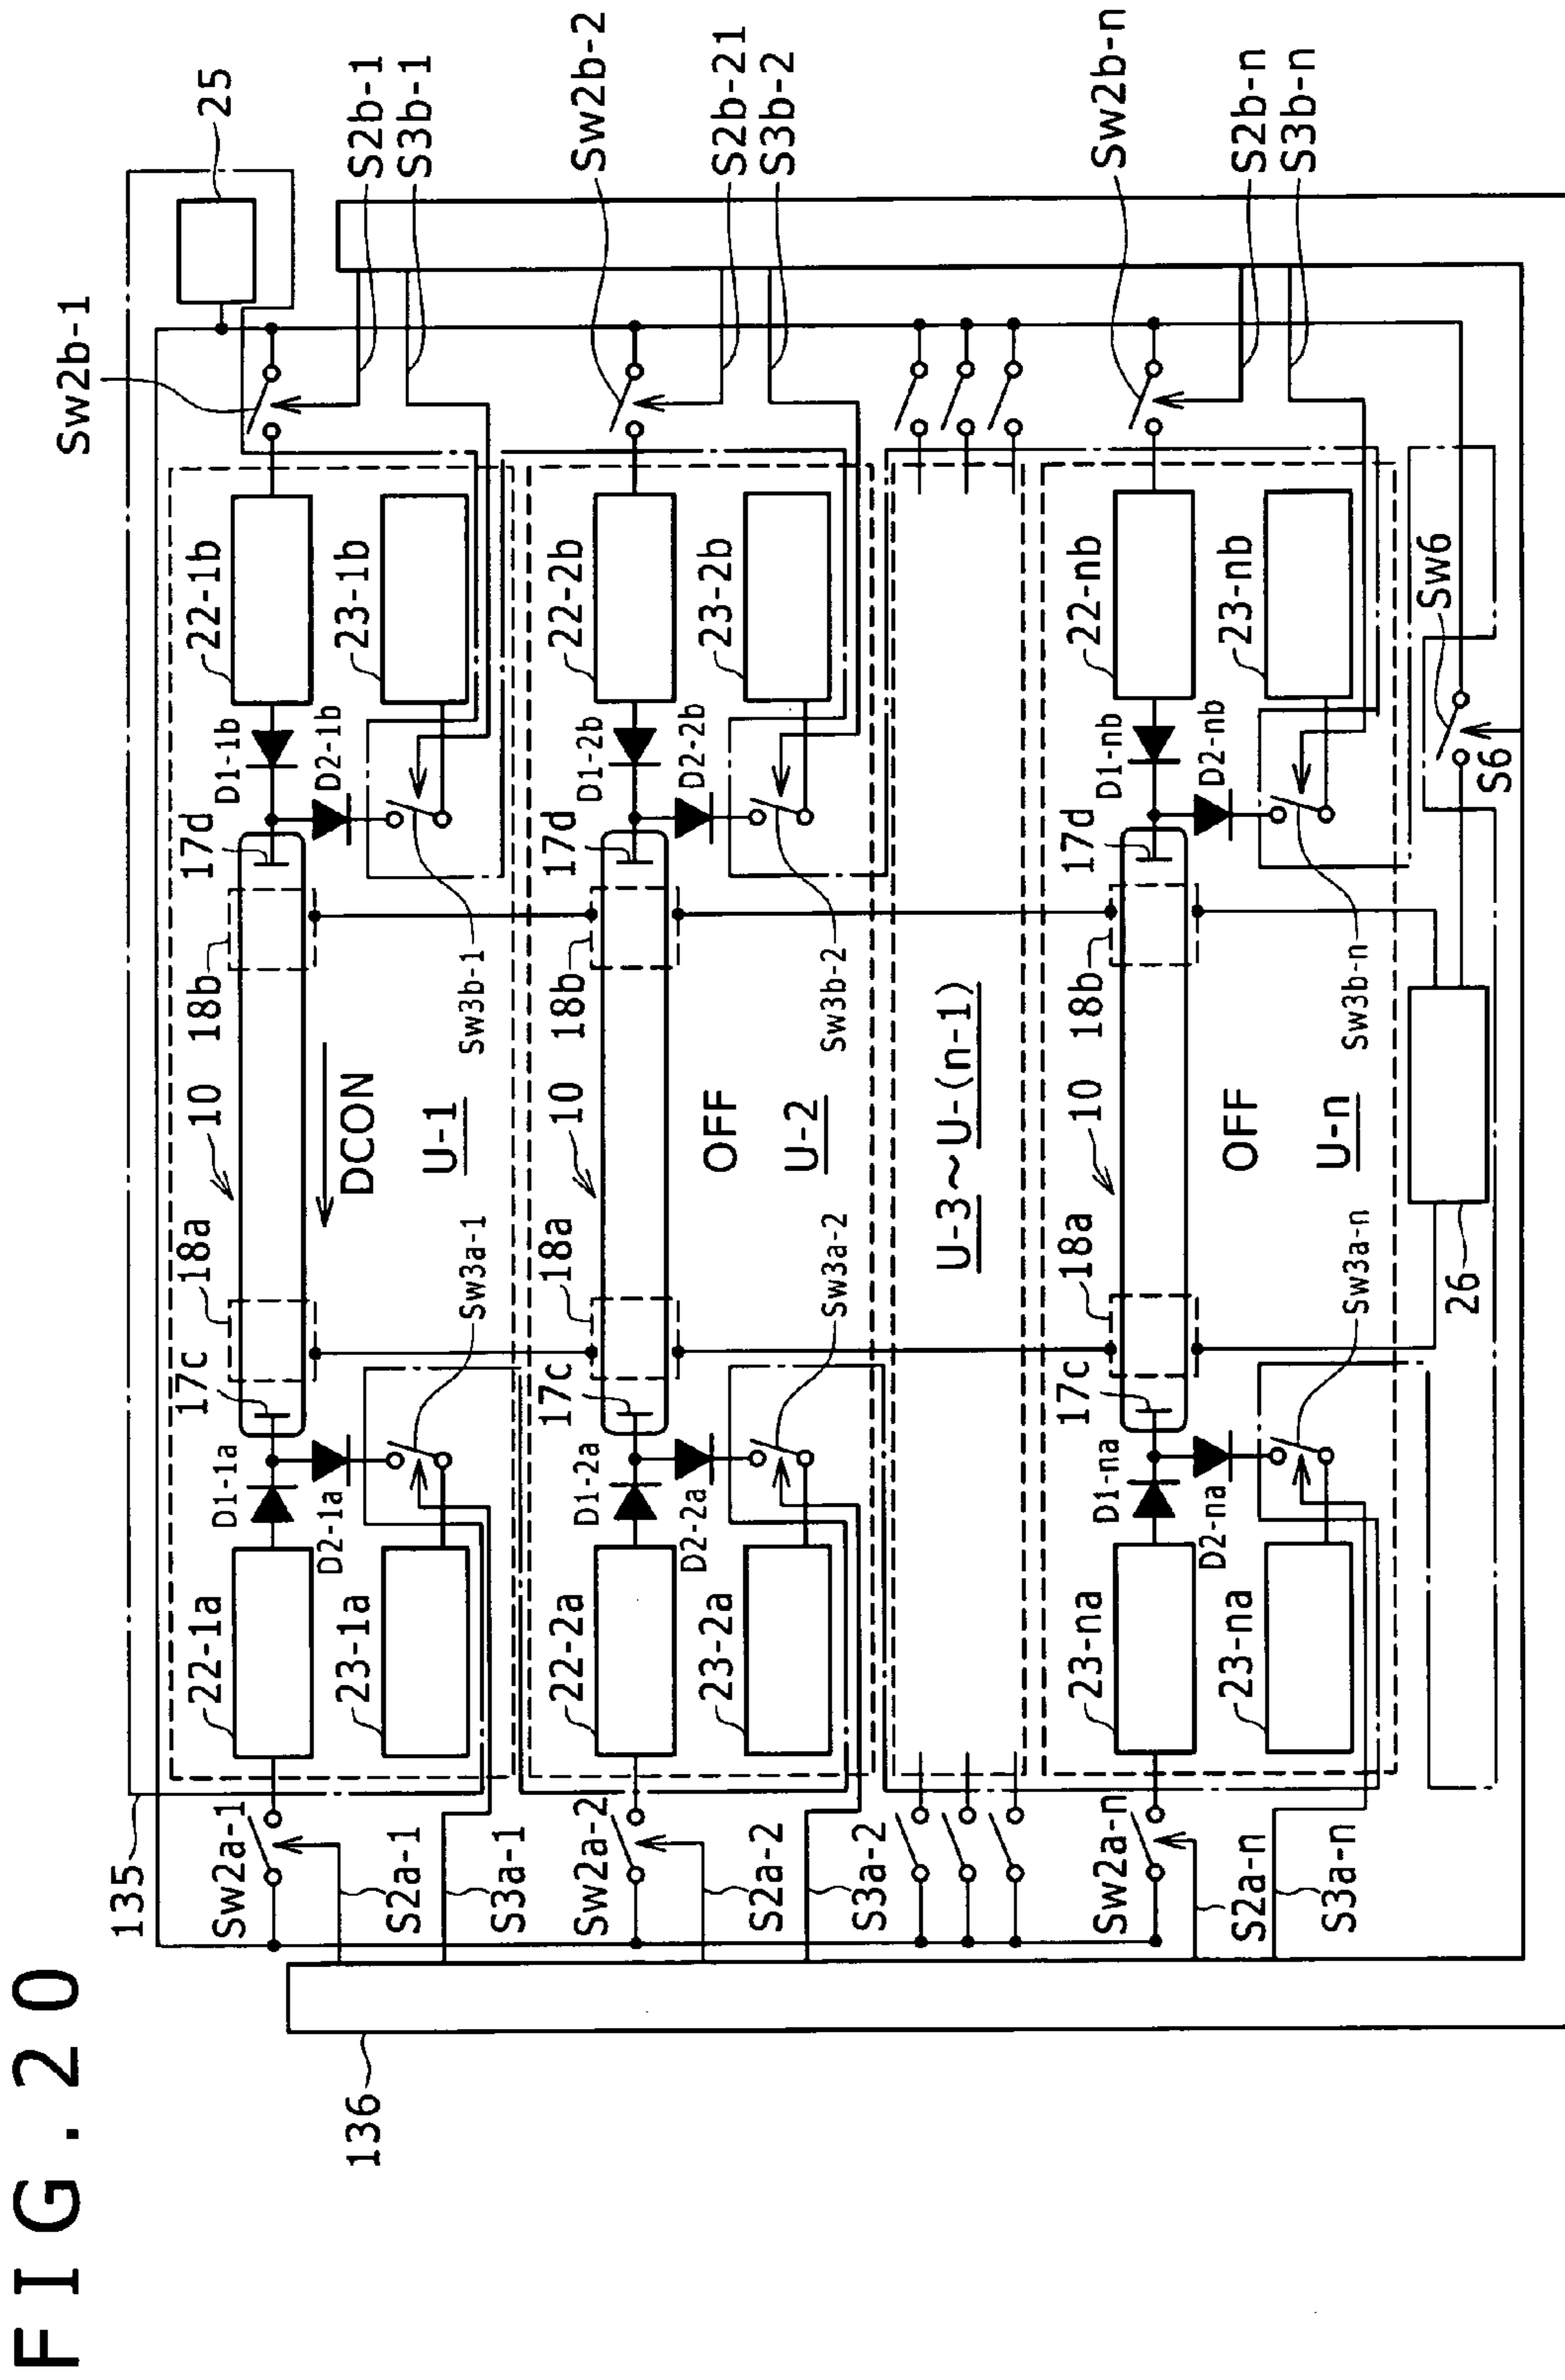 FIG.20
135
136
25
Sw2a-1
22-1a
D1-1a
17c
18a
10
18b
17d
D1-1b
22-1b
Sw2b-1
S2a-1
S3a-1
23-1a
D2-1a
Sw3a-1
DCON
U-1
Sw3b-1
D2-1b
23-1b
S2b-1
S3b-1
Sw2a-2
22-2a
D1-2a
17c
18a
10
18b
17d
D1-2b
22-2b
Sw2b-2
S2a-2
S3a-2
23-2a
D2-2a
Sw3a-2
OFF
U-2
Sw3b-2
D2-2b
23-2b
S2b-21
S3b-2
U-3~U-(n-1)
Sw2a-n
23-na
D1-na
17c
18a
10
18b
17d
D1-nb
22-nb
Sw2b-n
S2a-n
S3a-n
23-na
D2-na
Sw3a-n
OFF
U-n
Sw3b-n
D2-nb
23-nb
S2b-n
S3b-n
26
S6
Sw6